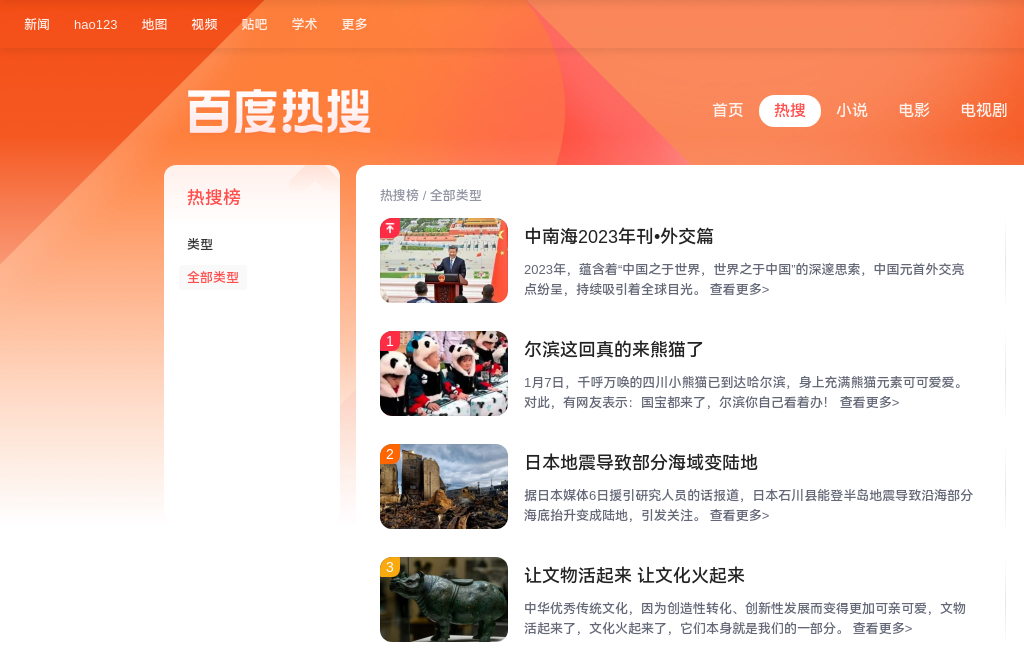 新闻 hao123 地图 视频 贴吧 学术 更多
百度热搜
首页 热搜 小说 电影 电视剧
热搜榜
类型
全部类型
热搜榜 / 全部类型
中南海2023年刊•外交篇
2023年，蕴含着“中国之于世界，世界之于中国”的深邃思索，中国元首外交亮
点纷呈，持续吸引着全球目光。 查看更多>
1
尔滨这回真的来熊猫了
1月7日，千呼万唤的四川小熊猫已到达哈尔滨，身上充满熊猫元素可可爱爱。
对此，有网友表示：国宝都来了，尔滨你自己看着办！ 查看更多>
2
日本地震导致部分海域变陆地
据日本媒体6日援引研究人员的话报道，日本石川县能登半岛地震导致沿海部分
海底抬升变成陆地，引发关注。 查看更多>
3
让文物活起来 让文化火起来
中华优秀传统文化，因为创造性转化、创新性发展而变得更加可亲可爱，文物
活起来了，文化火起来了，它们本身就是我们的一部分。 查看更多>